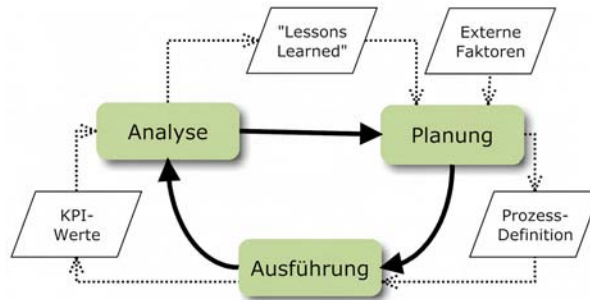 "Lessons
Learned"
Externe
Faktoren
Analyse
Planung
KPI-
Werte
Prozess-
Definition
Ausführung